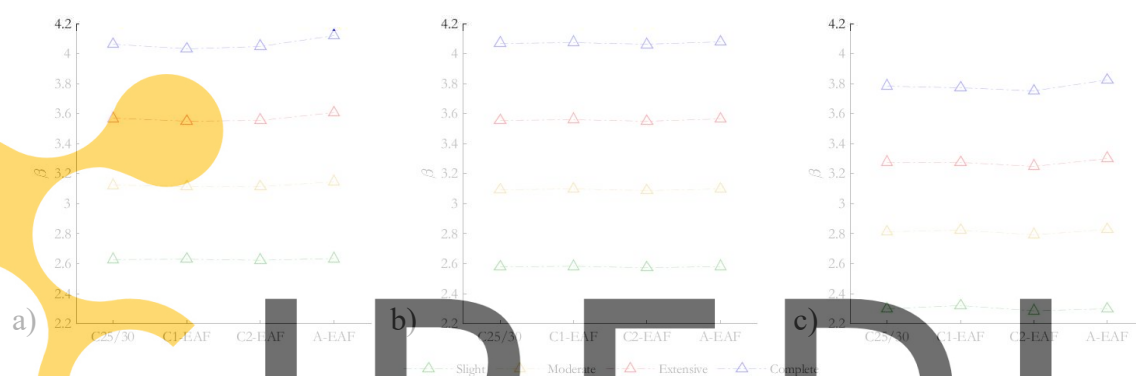 4.2 4.2 4.2
4 4 4
3.8 3.8 3.8
3.6 3.6 3.6
3.4 3.4 3.4
3.2 3.2 3.2
β β β
3 3 3
2.8 2.8 2.8
2.6 2.6 2.6
2.4 2.4 2.4
a) 2.2 b) 2.2 c) 2.2
C25/30 C1-EAF C2-EAF A-EAF C25/30 C1-EAF C2-EAF A-EAF C25/30 C1-EAF C2-EAF A-EAF
Slight Moderate Extensive Complete